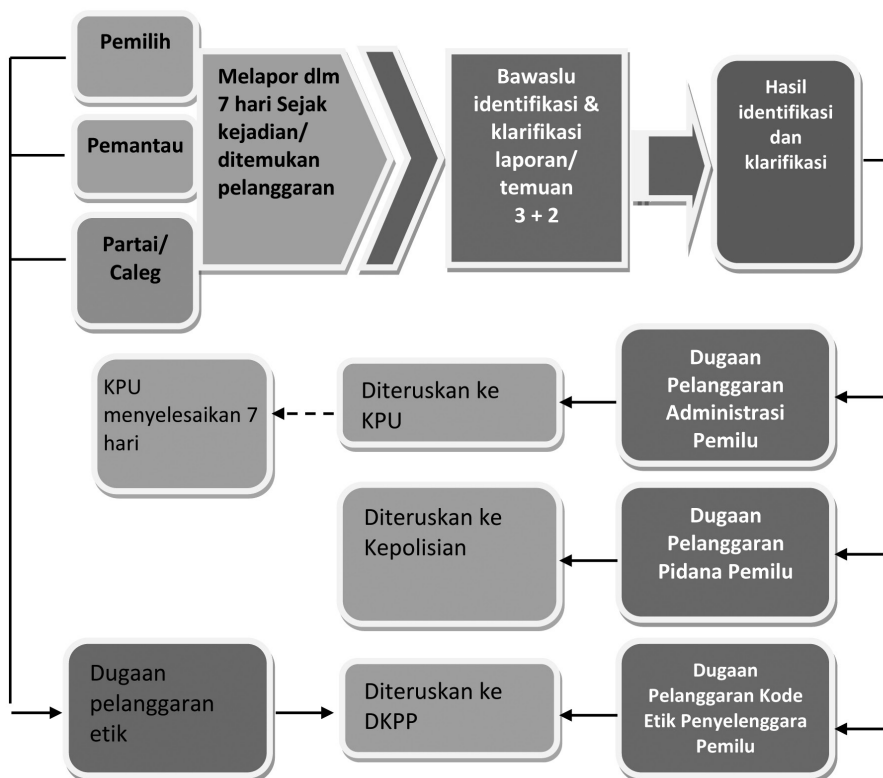 Pemilih
Pemantau
Partai/
Caleg
Melapor dlm
7 hari Sejak
kejadian/
ditemukan
pelanggaran
Bawaslu
identifikasi &
klarifikasi
laporan/
temuan
3 + 2
Hasil
identifikasi
dan
klarifikasi
KPU
menyelesaikan 7
hari
Diteruskan ke
KPU
Dugaan
Pelanggaran
Administrasi
Pemilu
Diteruskan ke
Kepolisian
Dugaan
Pelanggaran
Pidana Pemilu
Dugaan
pelanggaran
etik
Diteruskan ke
DKPP
Dugaan
Pelanggaran Kode
Etik Penyelenggara
Pemilu